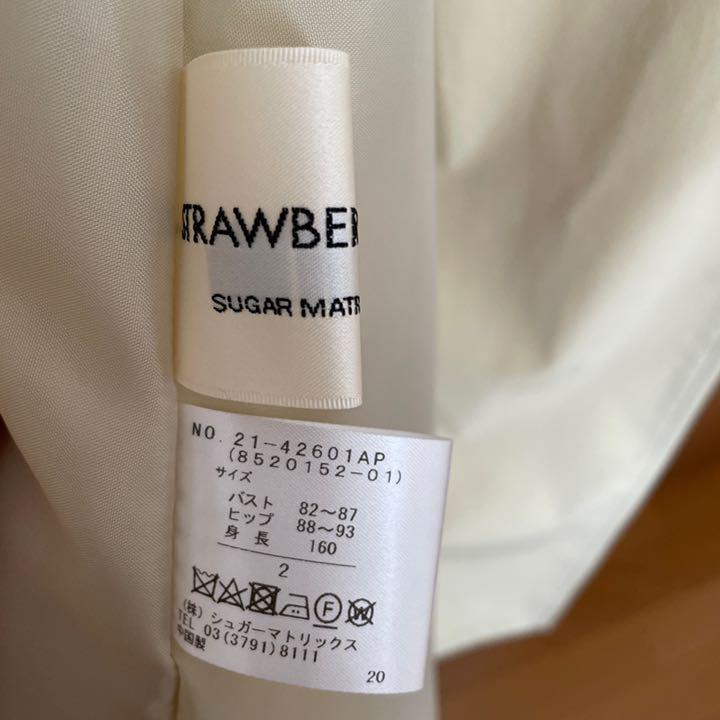 STRAWBER
SUGAR MATR
NO. 21-42601AP
(8520152-01)
サイズ
バスト 82~87
ヒップ 88~93
身長 160
2
F W
(株)シュガーマトリックス
TEL 03(3791)8111
中国製
20